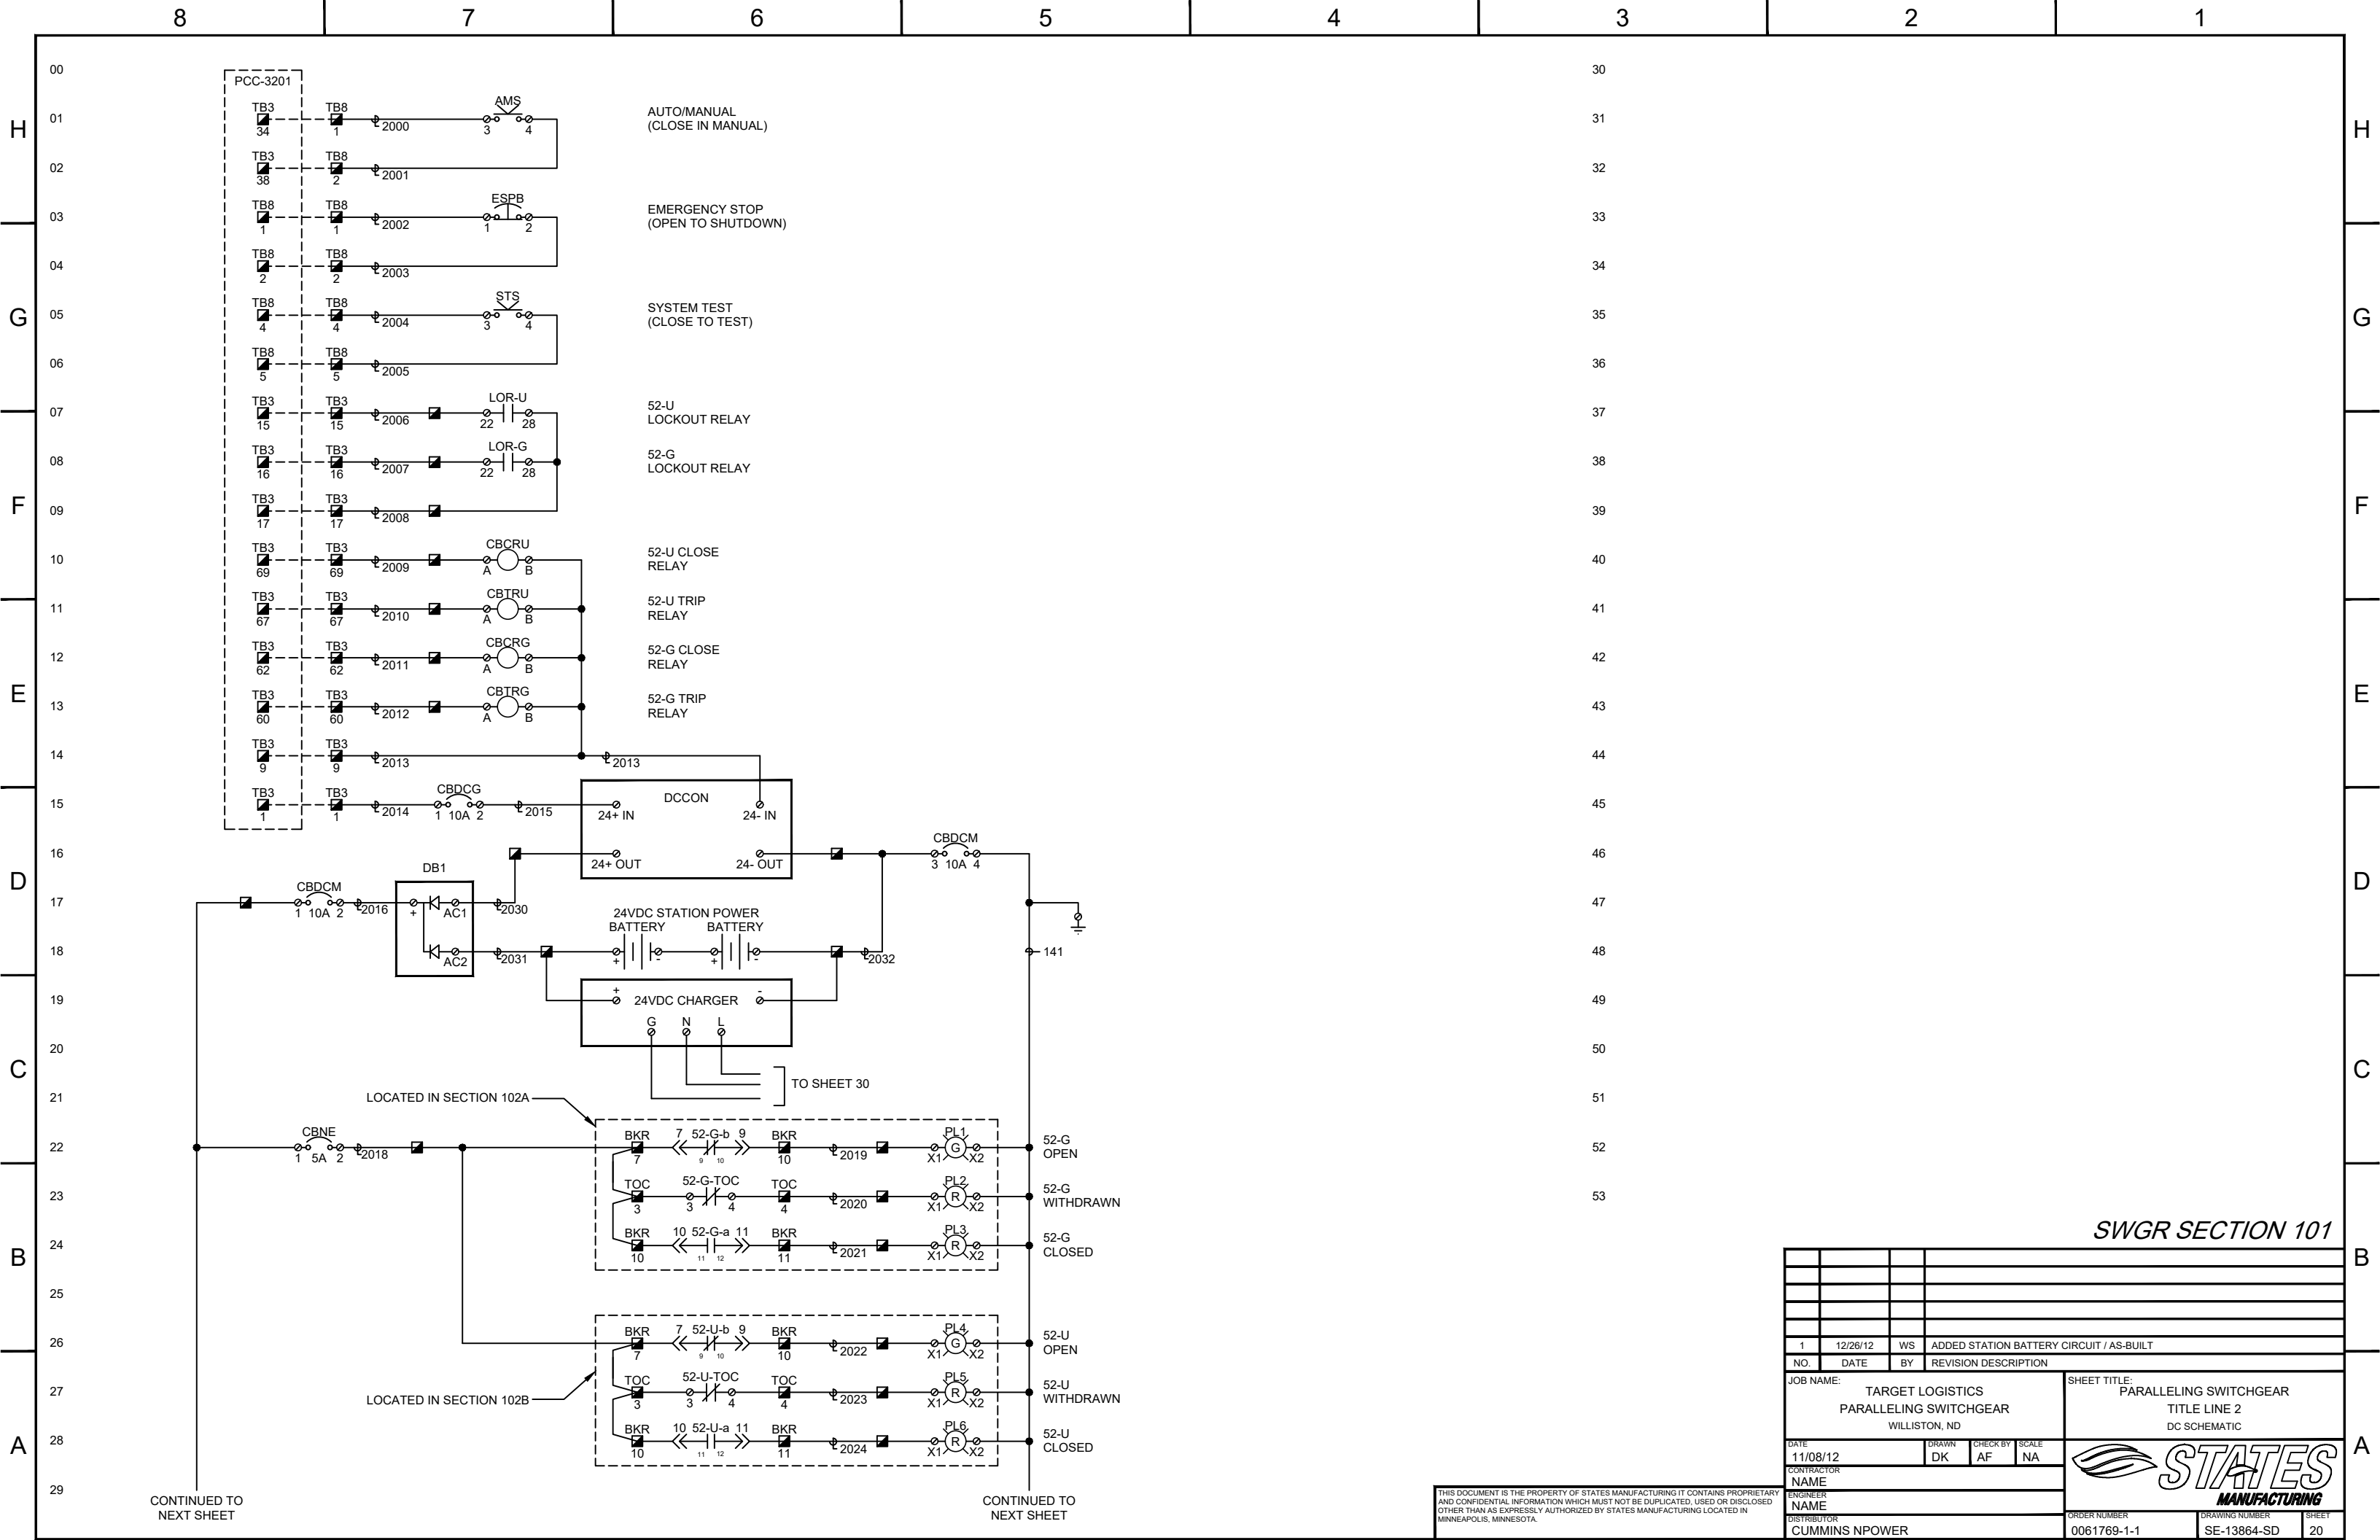 8 7 6 5 4 3 2 1
00 30
PCC-3201
H 01 TB3 34 TB8 1 2000 AMS 3 4 AUTO/MANUAL 31 H
(CLOSE IN MANUAL)
02 TB3 38 TB8 2 2001 32
03 TB8 1 TB8 1 2002 ESPB 1 2 EMERGENCY STOP 33
(OPEN TO SHUTDOWN)
04 TB8 2 TB8 2 2003 34
G 05 TB8 4 TB8 4 2004 STS 3 4 SYSTEM TEST 35 G
(CLOSE TO TEST)
06 TB8 5 TB8 5 2005 36
07 TB3 15 TB3 15 2006 LOR-U 22 28 52-U 37
LOCKOUT RELAY
08 TB3 16 TB3 16 2007 LOR-G 22 28 52-G 38
LOCKOUT RELAY
F 09 TB3 17 TB3 17 2008 39 F
10 TB3 69 TB3 69 2009 CBCRU A B 52-U CLOSE 40
RELAY
11 TB3 67 TB3 67 2010 CBTRU A B 52-U TRIP 41
RELAY
12 TB3 62 TB3 62 2011 CBCRG A B 52-G CLOSE 42
RELAY
E 13 TB3 60 TB3 60 2012 CBTRG A B 52-G TRIP 43 E
RELAY
14 TB3 9 TB3 9 2013 2013 44
15 TB3 1 TB3 1 2014 CBDCG 1 10A 2 2015 DCCON 24+ IN 24- IN 45
16 24+ OUT 24- OUT CBDCM 3 10A 4 46
D DB1 D
17 CBDCM 1 10A 2 2016 + AC1 2030 47
24VDC STATION POWER
BATTERY BATTERY
18 AC2 2031 + - + - 2032 141 48
19 + 24VDC CHARGER - 49
G N L
20 50
C TO SHEET 30 C
21 LOCATED IN SECTION 102A 51
22 CBNE 1 5A 2 2018 BKR 7 7 52-G-b 9 9 10 BKR 10 2019 PL1 G X1 X2 52-G 52
OPEN
23 TOC 3 52-G-TOC 3 4 TOC 4 2020 PL2 R X1 X2 52-G 53
WITHDRAWN
B 24 BKR 10 10 52-G-a 11 11 12 BKR 11 2021 PL3 R X1 X2 52-G B
CLOSED
25
26 BKR 7 7 52-U-b 9 9 10 BKR 10 2022 PL4 G X1 X2 52-U
OPEN
27 TOC 3 52-U-TOC 3 4 TOC 4 2023 PL5 R X1 X2 52-U
WITHDRAWN
LOCATED IN SECTION 102B
A 28 BKR 10 10 52-U-a 11 11 12 BKR 11 2024 PL6 R X1 X2 52-U A
CLOSED
29
CONTINUED TO
NEXT SHEET
CONTINUED TO
NEXT SHEET
SWGR SECTION 101
1 12/26/12 WS ADDED STATION BATTERY CIRCUIT / AS-BUILT
NO. DATE BY REVISION DESCRIPTION
JOB NAME:
TARGET LOGISTICS
PARALLELING SWITCHGEAR
WILLISTON, ND
SHEET TITLE:
PARALLELING SWITCHGEAR
TITLE LINE 2
DC SCHEMATIC
DATE DRAWN CHECK BY SCALE
11/08/12 DK AF NA
CONTRACTOR
NAME
ENGINEER
NAME
DISTRIBUTOR
CUMMINS NPOWER
STATES
MANUFACTURING
ORDER NUMBER DRAWING NUMBER SHEET
0061769-1-1 SE-13864-SD 20
THIS DOCUMENT IS THE PROPERTY OF STATES MANUFACTURING IT CONTAINS PROPRIETARY
AND CONFIDENTIAL INFORMATION WHICH MUST NOT BE DUPLICATED, USED OR DISCLOSED
OTHER THAN AS EXPRESSLY AUTHORIZED BY STATES MANUFACTURING LOCATED IN
MINNEAPOLIS, MINNESOTA.